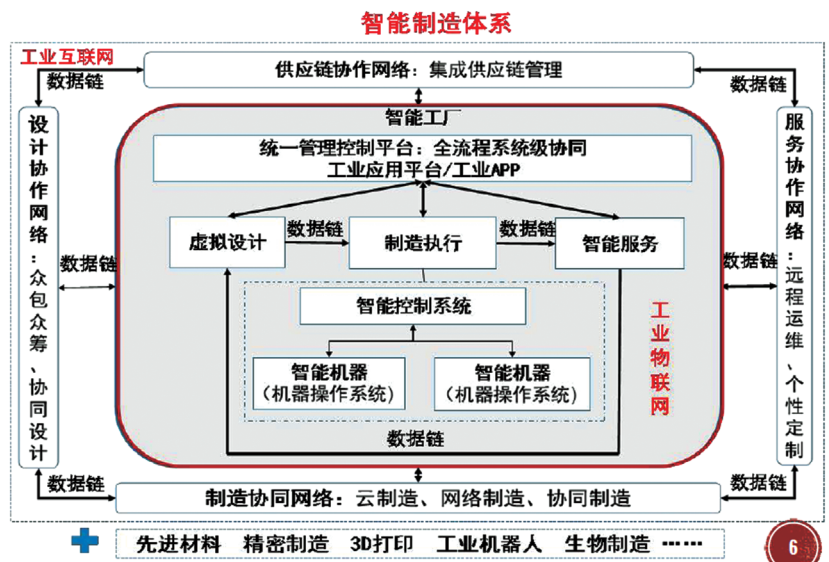 智能制造体系
工业互联网
供应链协作网络：集成供应链管理
数据链
数据链
智能工厂
统一管理控制平台：全流程系统级协同
工业应用平台/工业APP
设计协作网络：众包众筹、协同设计
服务协作网络：远程运维、个性定制
虚拟设计
数据链
制造执行
数据链
智能服务
数据链
数据链
智能控制系统
工业物联网
智能机器
（机器操作系统）
智能机器
（机器操作系统）
数据链
数据链
数据链
制造协同网络：云制造、网络制造、协同制造
先进材料 精密制造 3D打印 工业机器人 生物制造 ……
6